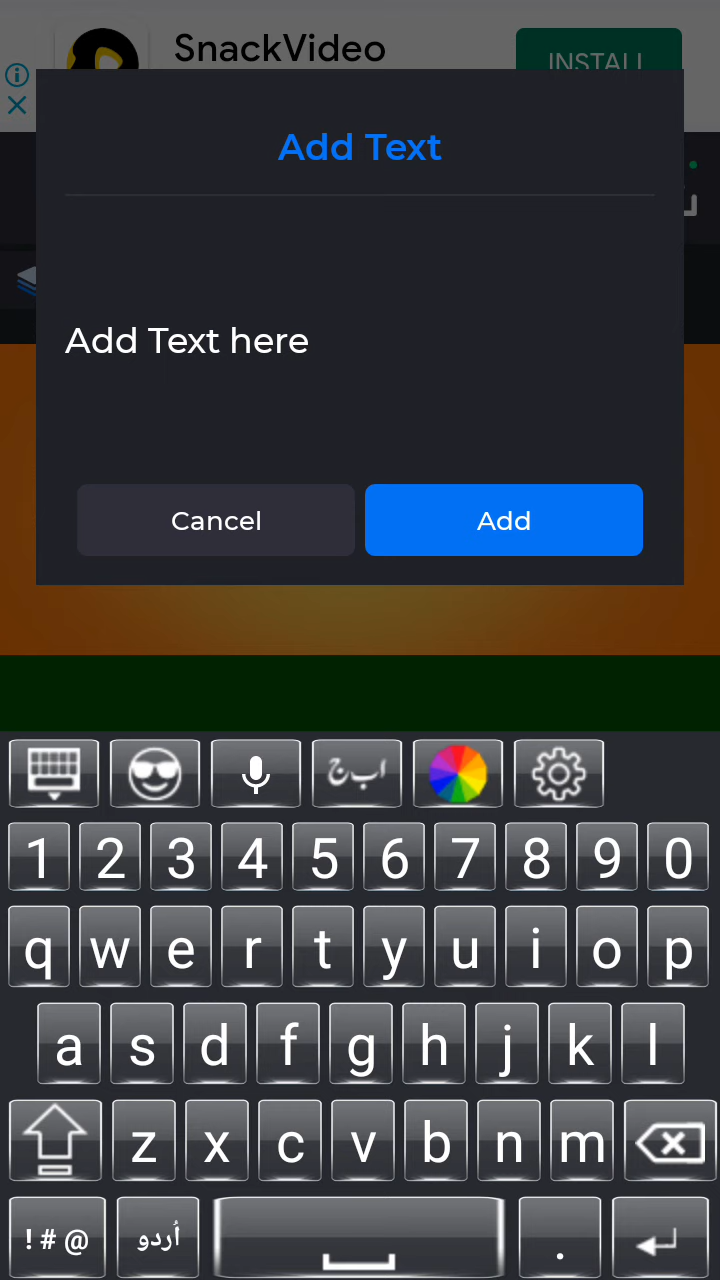 SnackVideo
INSTALL
Add Text
Add Text here
Cancel
Add
ا ب ج
1 2 3 4 5 6 7 8 9 0
q w e r t y u i o p
a s d f g h j k l
z x c v b n m
! # @ اُردو .